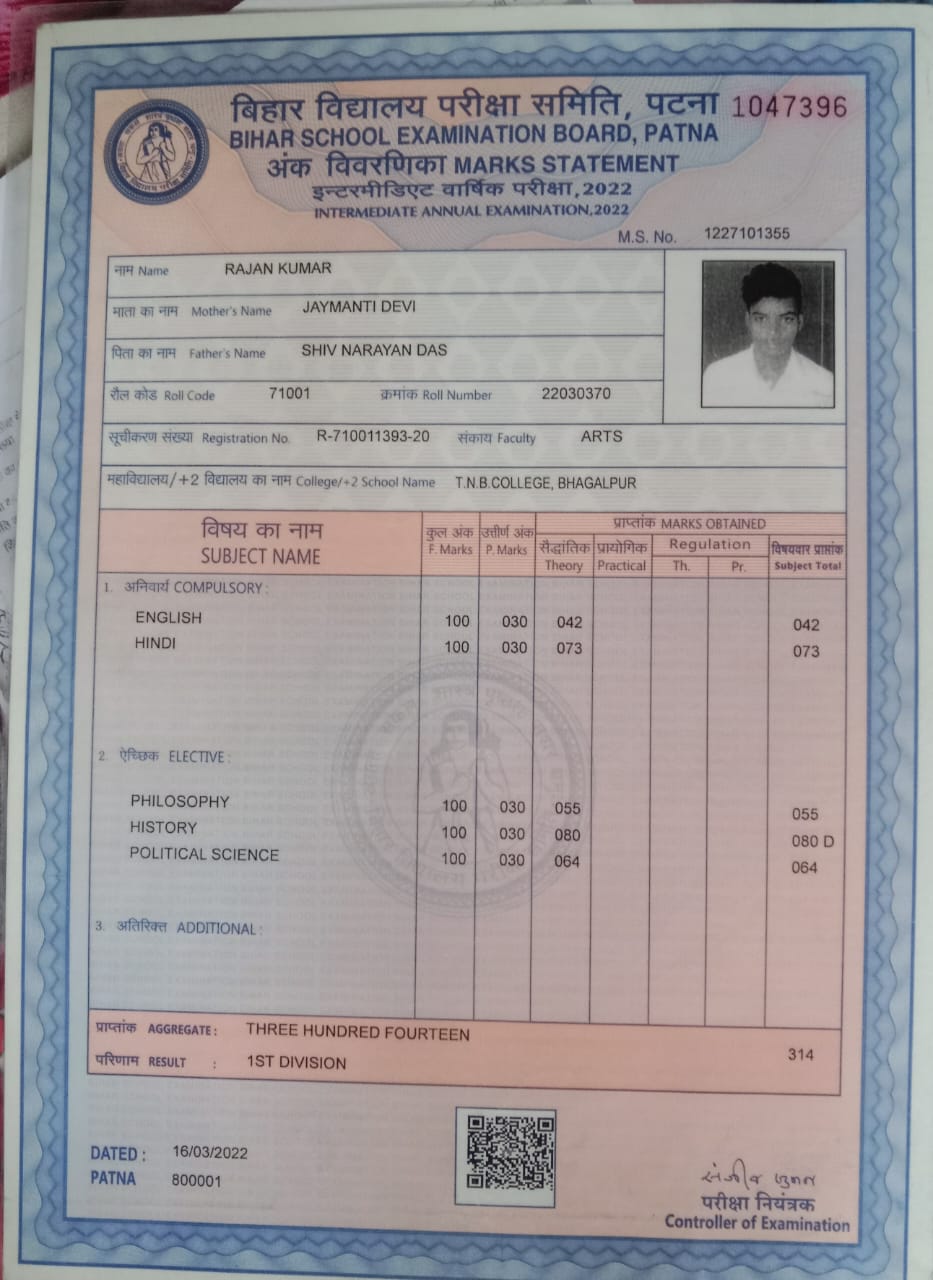 बिहार विद्यालय परीक्षा समिति, पटना 1047396
BIHAR SCHOOL EXAMINATION BOARD, PATNA
अंक विवरणिका MARKS STATEMENT
इन्टरमीडिएट वार्षिक परीक्षा, 2022
INTERMEDIATE ANNUAL EXAMINATION, 2022
M.S. No. 1227101355
नाम Name RAJAN KUMAR
माता का नाम Mother's Name JAYMANTI DEVI
पिता का नाम Father's Name SHIV NARAYAN DAS
रौल कोड Roll Code 71001 क्रमांक Roll Number 22030370
सूचीकरण संख्या Registration No. R-710011393-20 संकाय Faculty ARTS
महाविद्यालय/+2 विद्यालय का नाम College/+2 School Name T.N.B.COLLEGE, BHAGALPUR
विषय का नाम कुल अंक उत्तीर्ण अंक प्राप्तांक MARKS OBTAINED
SUBJECT NAME F. Marks P. Marks सैद्धांतिक प्रायोगिक Regulation विषयवार प्राप्तांक
Theory Practical Th. Pr. Subject Total
1. अनिवार्य COMPULSORY :
ENGLISH 100 030 042 042
HINDI 100 030 073 073
2. ऐच्छिक ELECTIVE :
PHILOSOPHY 100 030 055 055
HISTORY 100 030 080 080 D
POLITICAL SCIENCE 100 030 064 064
3. अतिरिक्त ADDITIONAL :
प्राप्तांक AGGREGATE : THREE HUNDRED FOURTEEN
परिणाम RESULT : 1ST DIVISION 314
DATED : 16/03/2022
PATNA 800001
परीक्षा नियंत्रक
Controller of Examination